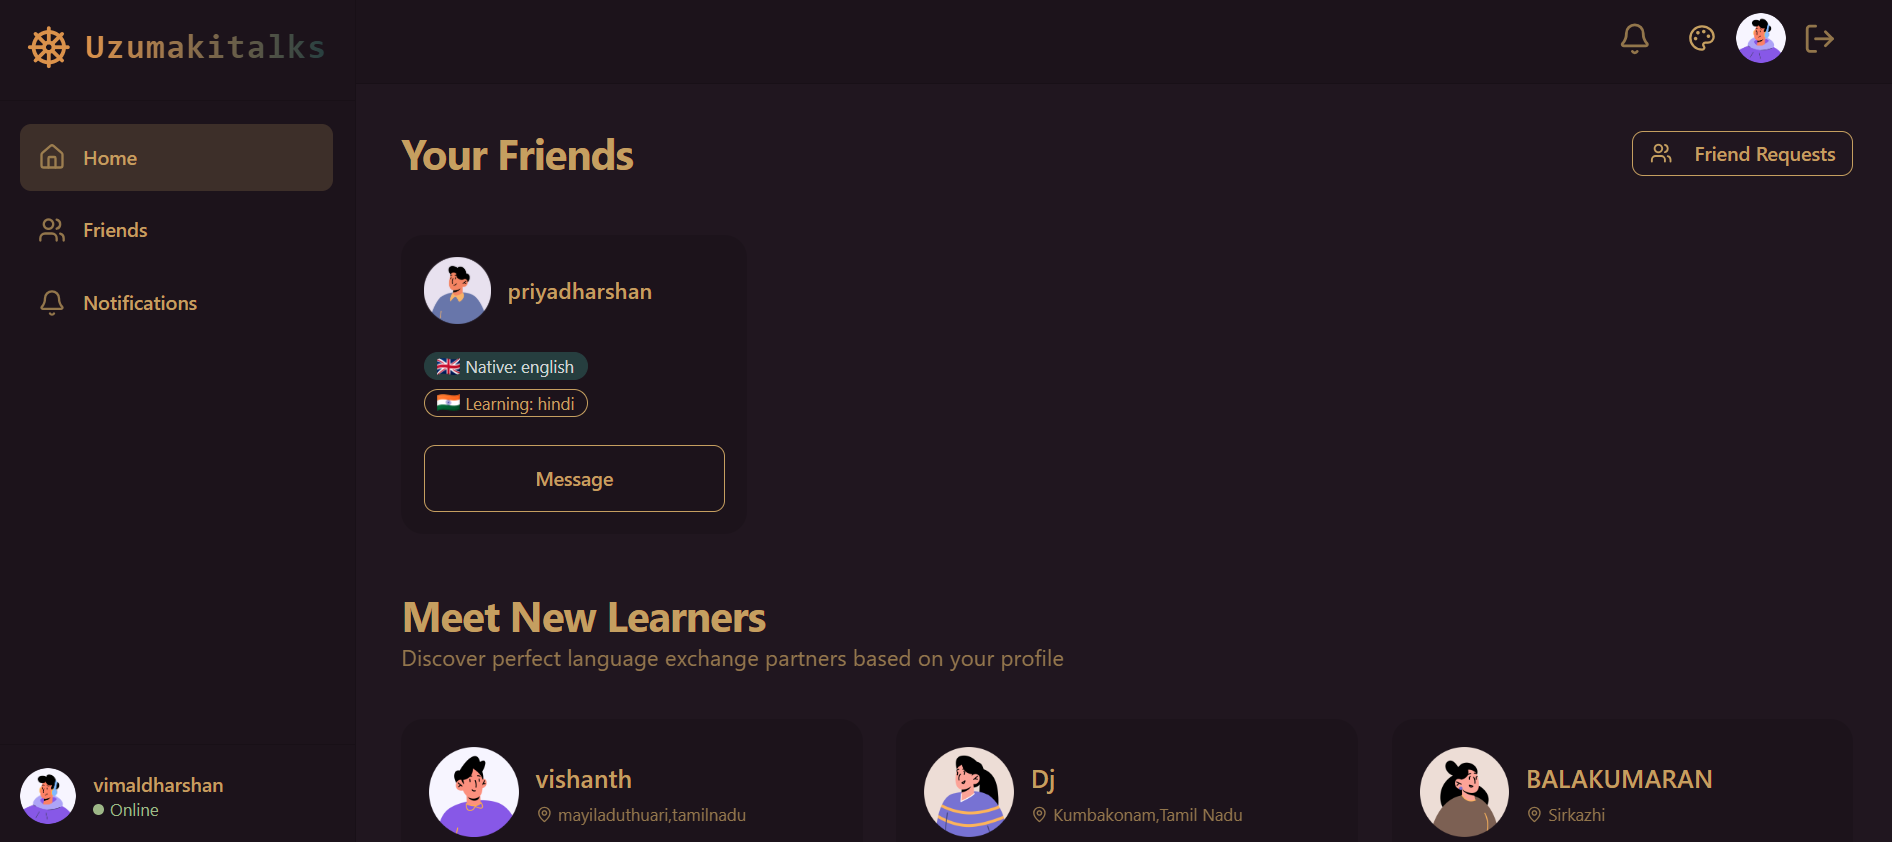 Uzumakitalks
Home
Friends
Notifications
vimaldharshan
Online
Your Friends
Friend Requests
priyadharshan
Native: english
Learning: hindi
Message
Meet New Learners
Discover perfect language exchange partners based on your profile
vishanth
mayiladuthuari,tamilnadu
Dj
Kumbakonam,Tamil Nadu
BALAKUMARAN
Sirkazhi